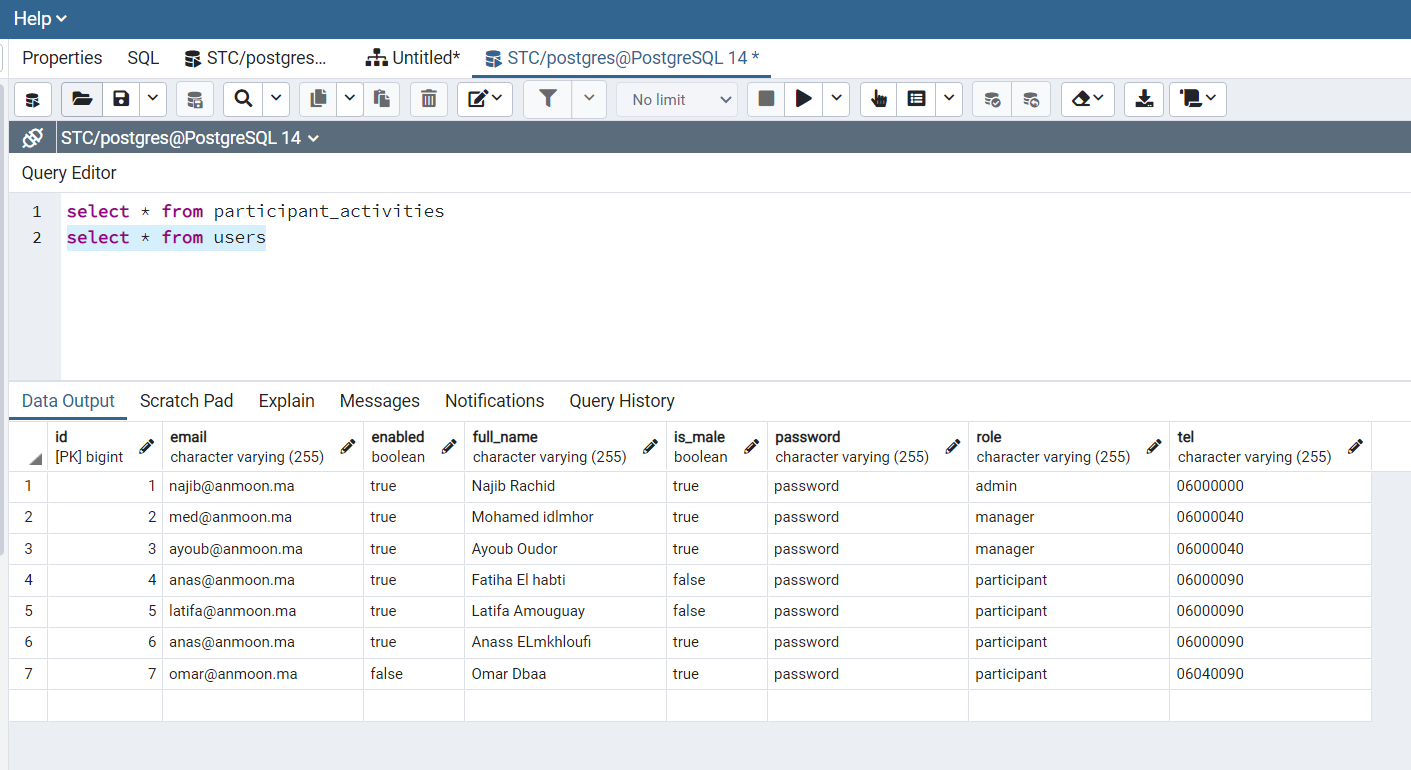 Help
Properties SQL STC/postgres... Untitled* STC/postgres@PostgreSQL 14 *
No limit
STC/postgres@PostgreSQL 14
Query Editor
1 select * from participant_activities
2 select * from users
Data Output Scratch Pad Explain Messages Notifications Query History
id email enabled full_name is_male password role tel
[PK] bigint character varying (255) boolean character varying (255) boolean character varying (255) character varying (255) character varying (255)
1 1 najib@anmoon.ma true Najib Rachid true password admin 06000000
2 2 med@anmoon.ma true Mohamed idlmhor true password manager 06000040
3 3 ayoub@anmoon.ma true Ayoub Oudor true password manager 06000040
4 4 anas@anmoon.ma true Fatiha El habti false password participant 06000090
5 5 latifa@anmoon.ma true Latifa Amouguay false password participant 06000090
6 6 anas@anmoon.ma true Anass ELmkhloufi true password participant 06000090
7 7 omar@anmoon.ma false Omar Dbaa true password participant 06040090